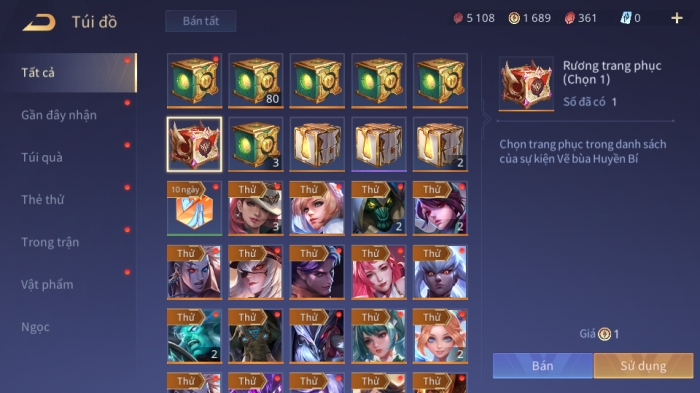 Túi đồ
Bán tất
5 108
1 689
361
0
+
Tất cả
Gần đây nhận
Túi quà
Thẻ thử
Trong trận
Vật phẩm
Ngọc
80
3
2
10 ngày
Thử
Thử
Thử
Thử
3
2
2
Thử
Thử
Thử
Thử
Thử
Thử
Thử
Thử
Thử
Thử
2
2
Thử
Thử
Thử
Thử
Thử
Rương trang phục
(Chọn 1)
Số đã có 1
Chọn trang phục trong danh sách
của sự kiện Vẽ bùa Huyền Bí
Giá 1
Bán
Sử dụng